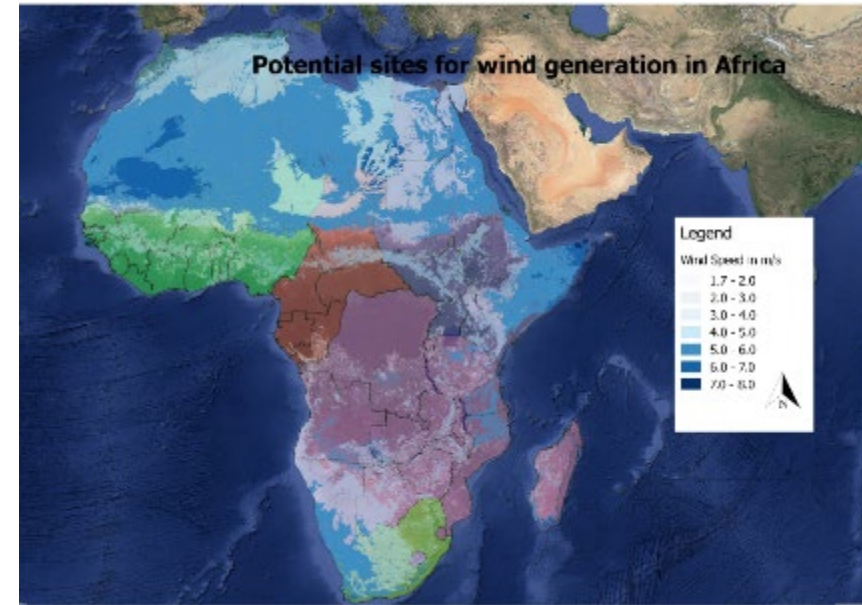 Potential sites for wind generation in Africa
Legend
Wind Speed in m/s
1.7 - 2.0
2.0 - 3.0
3.0 - 4.0
4.0 - 5.0
5.0 - 6.0
6.0 - 7.0
7.0 - 8.0
N